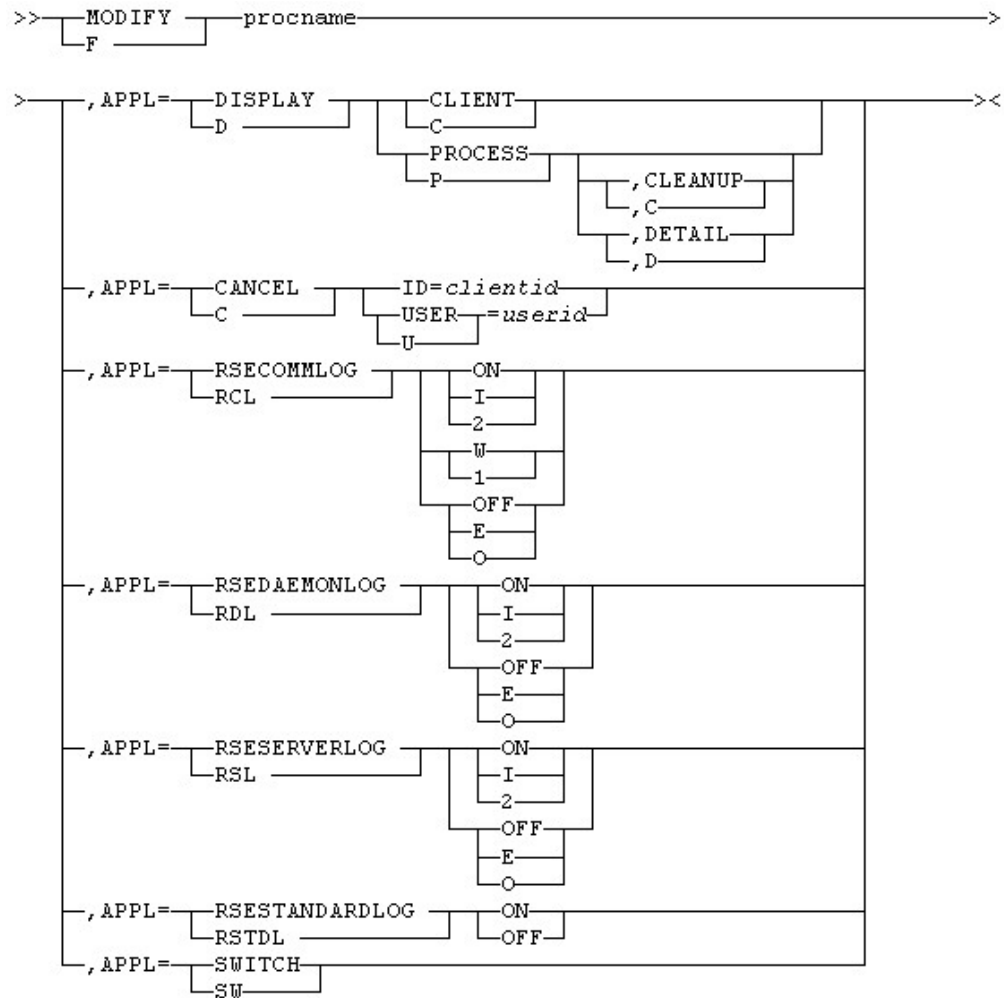 >> MODIFY procname >
F
> ,APPL= DISPLAY CLIENT ><
D C
PROCESS
P ,CLEANUP
,C
,DETAIL
,D
,APPL= CANCEL ID=clientid
C USER =userid
U
,APPL= RSECOMMLOG ON
RCL I
2
W
1
OFF
E
O
,APPL= RSEDAEMONLOG ON
RDL I
2
OFF
E
O
,APPL= RSESERVERLOG ON
RSL I
2
OFF
E
O
,APPL= RSESTANDARDLOG ON
RSTDL OFF
,APPL= SWITCH
SW